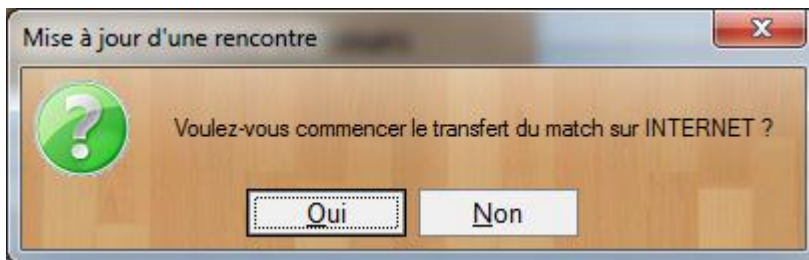 Mise à jour d'une rencontre
Voulez-vous commencer le transfert du match sur INTERNET ?
Oui
Non